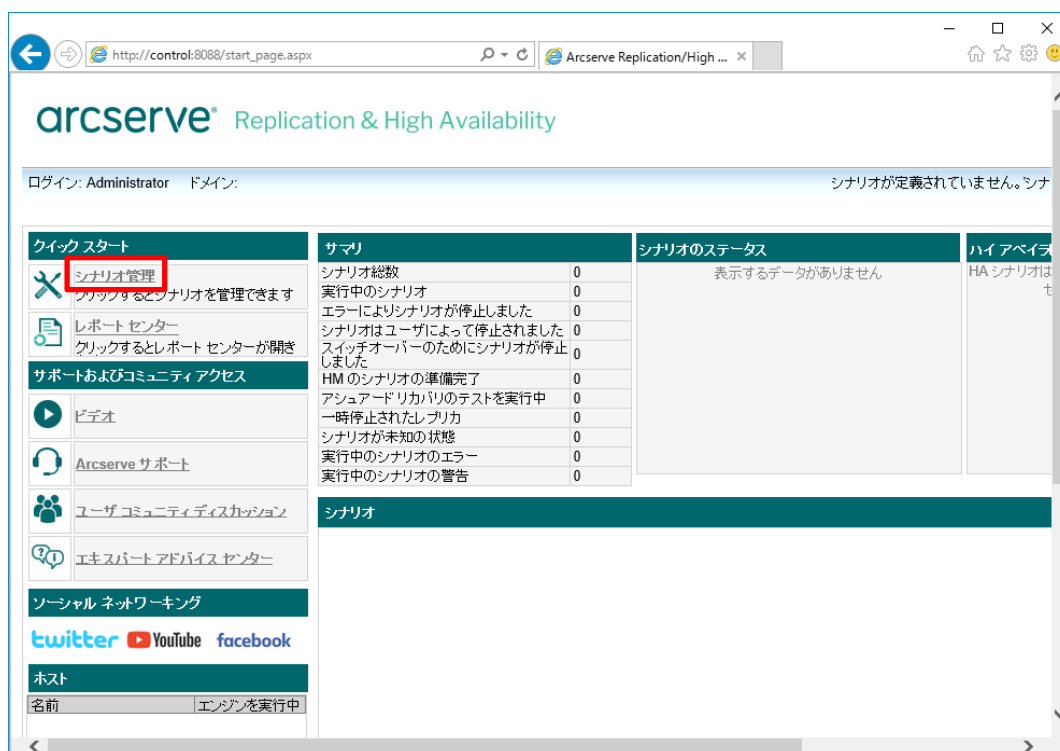 http://control:8088/start_page.aspx
Arcserve Replication/High ...
arcserve® Replication & High Availability
ログイン: Administrator ドメイン:
シナリオが定義されていません。シナ
クイック スタート
シナリオ管理
クリックするとシナリオを管理できます
レポート センター
クリックするとレポート センターが開き
サポートおよびコミュニティ アクセス
ビデオ
Arcserve サポート
ユーザ コミュニティ ディスカッション
エキスパート アドバイス センター
ソーシャル ネットワーキング
twitter YouTube facebook
ホスト
名前 エンジンを実行中
サマリ
シナリオ総数 0
実行中のシナリオ 0
エラーによりシナリオが停止しました 0
シナリオはユーザによって停止されました 0
スイッチオーバーのためにシナリオが停止
しました 0
HM のシナリオの準備完了 0
アシュアード リカバリのテストを実行中 0
一時停止されたレプリカ 0
シナリオが未知の状態 0
実行中のシナリオのエラー 0
実行中のシナリオの警告 0
シナリオのステータス
表示するデータがありません
ハイ アベイラ
HA シナリオは
せ
シナリオ